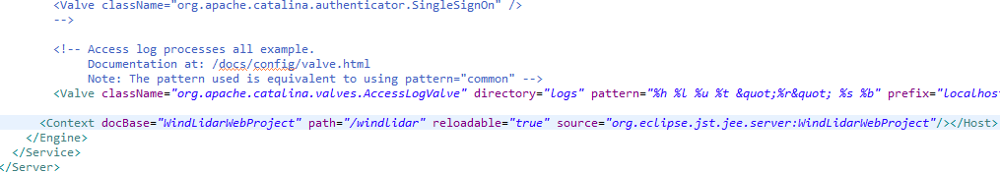 <Valve className="org.apache.catalina.authenticator.SingleSignOn" />
-->
<!-- Access log processes all example.
Documentation at: /docs/config/valve.html
Note: The pattern used is equivalent to using pattern="common" -->
<Valve className="org.apache.catalina.valves.AccessLogValve" directory="logs" pattern="%h %l %u %t &quot;%r&quot; %s %b" prefix="localhos
<Context docBase="WindLidarWebProject" path="/windlidar" reloadable="true" source="org.eclipse.jst.jee.server:WindLidarWebProject"/></Host>
</Engine>
</Service>
</Server>